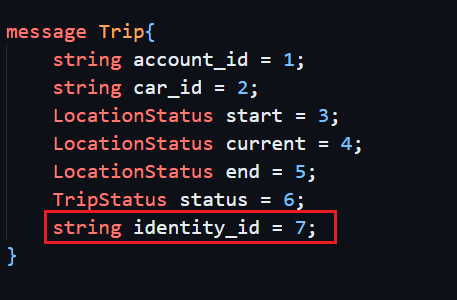 message Trip{
string account_id = 1;
string car_id = 2;
LocationStatus start = 3;
LocationStatus current = 4;
LocationStatus end = 5;
TripStatus status = 6;
string identity_id = 7;
}